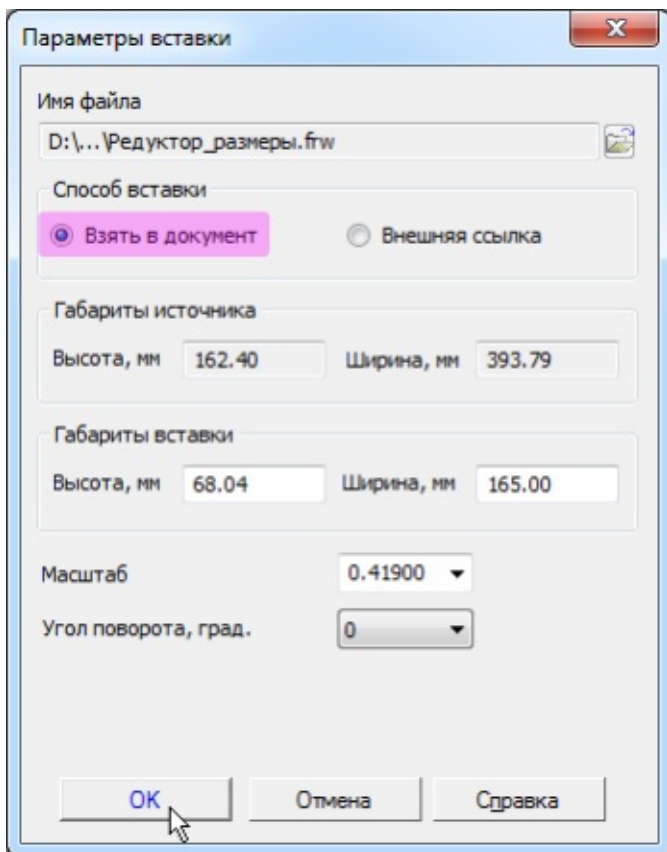 Параметры вставки
Имя файла
D:\...\Редуктор_размеры.frw
Способ вставки
Взять в документ Внешняя ссылка
Габариты источника
Высота, мм 162.40 Ширина, мм 393.79
Габариты вставки
Высота, мм 68.04 Ширина, мм 165.00
Масштаб 0.41900
Угол поворота, град. 0
OK Отмена Справка